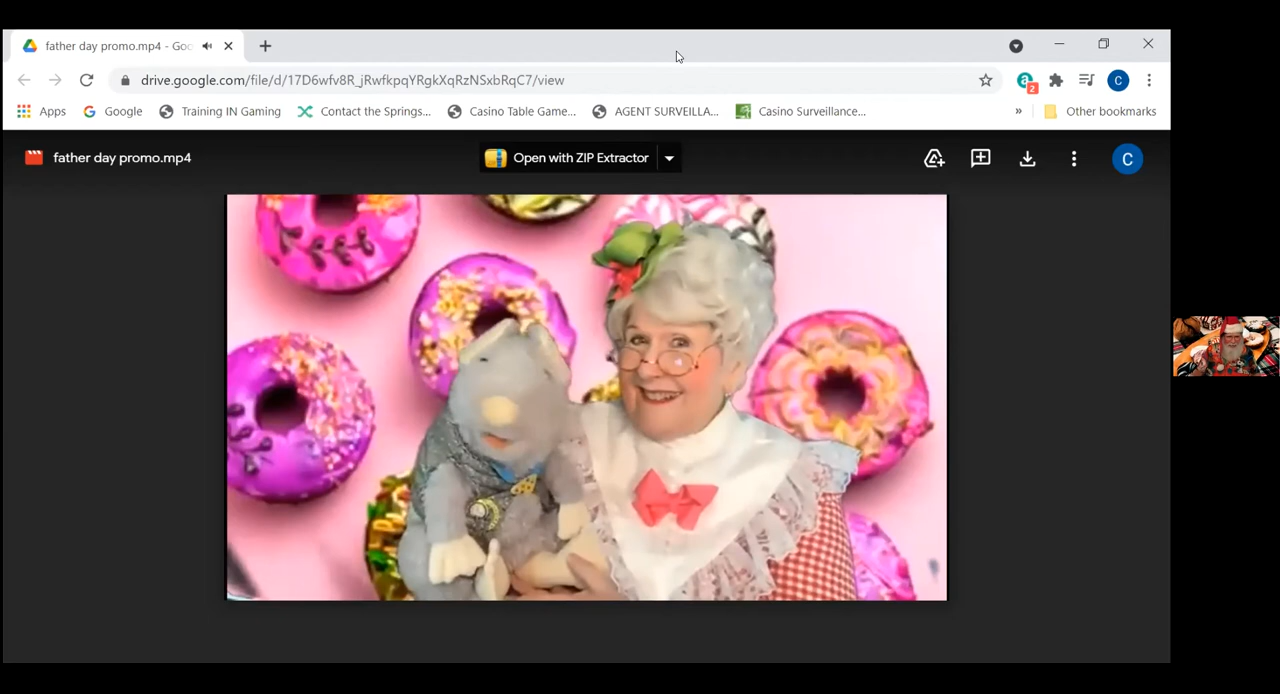 father day promo.mp4 - Goo
drive.google.com/file/d/17D6wfv8R_jRwfkpqYRgkXqRzNSxbRqC7/view
C
2
Apps
Google
Training IN Gaming
Contact the Springs...
Casino Table Game...
AGENT SURVEILLA...
Casino Surveillance...
»
Other bookmarks
father day promo.mp4
Open with ZIP Extractor
C